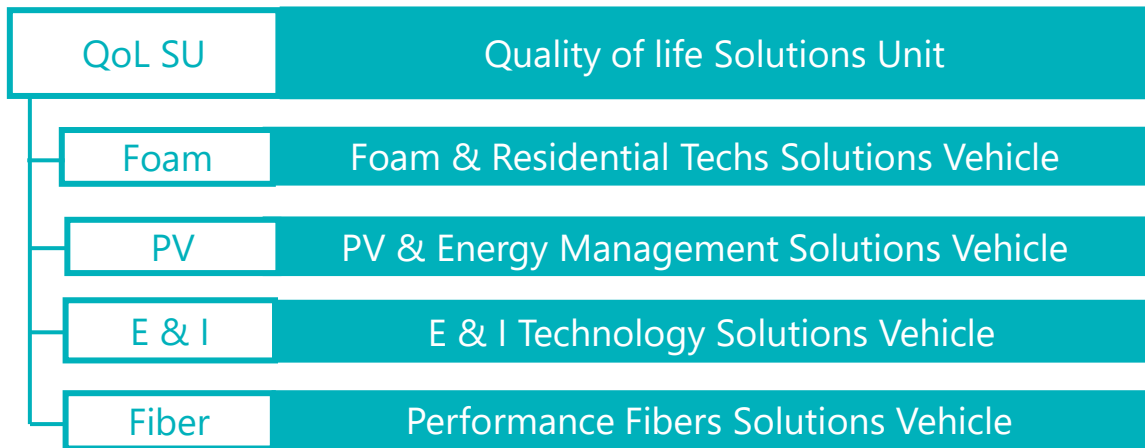 QoL SU Quality of life Solutions Unit
Foam Foam & Residential Techs Solutions Vehicle
PV PV & Energy Management Solutions Vehicle
E & I E & I Technology Solutions Vehicle
Fiber Performance Fibers Solutions Vehicle